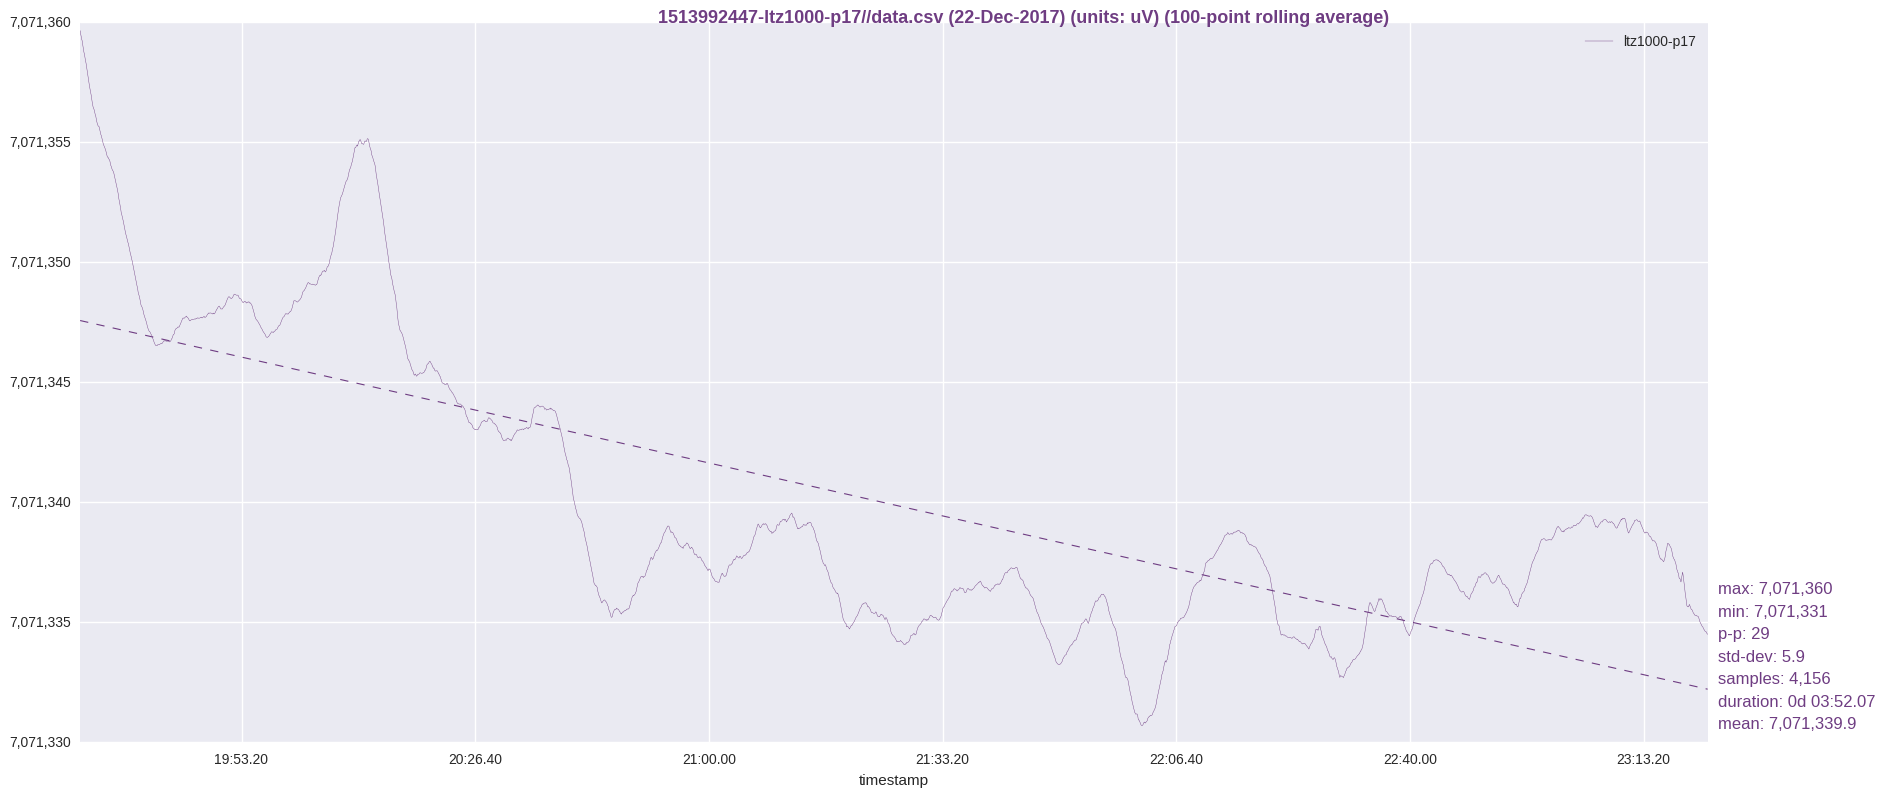 1513992447-ltz1000-p17//data.csv (22-Dec-2017) (units: uV) (100-point rolling average)
ltz1000-p17
7,071,360
7,071,355
7,071,350
7,071,345
7,071,340
7,071,335
7,071,330
max: 7,071,360
min: 7,071,331
p-p: 29
std-dev: 5.9
samples: 4,156
duration: 0d 03:52.07
mean: 7,071,339.9
19:53.20 20:26.40 21:00.00 21:33.20 22:06.40 22:40.00 23:13.20
timestamp